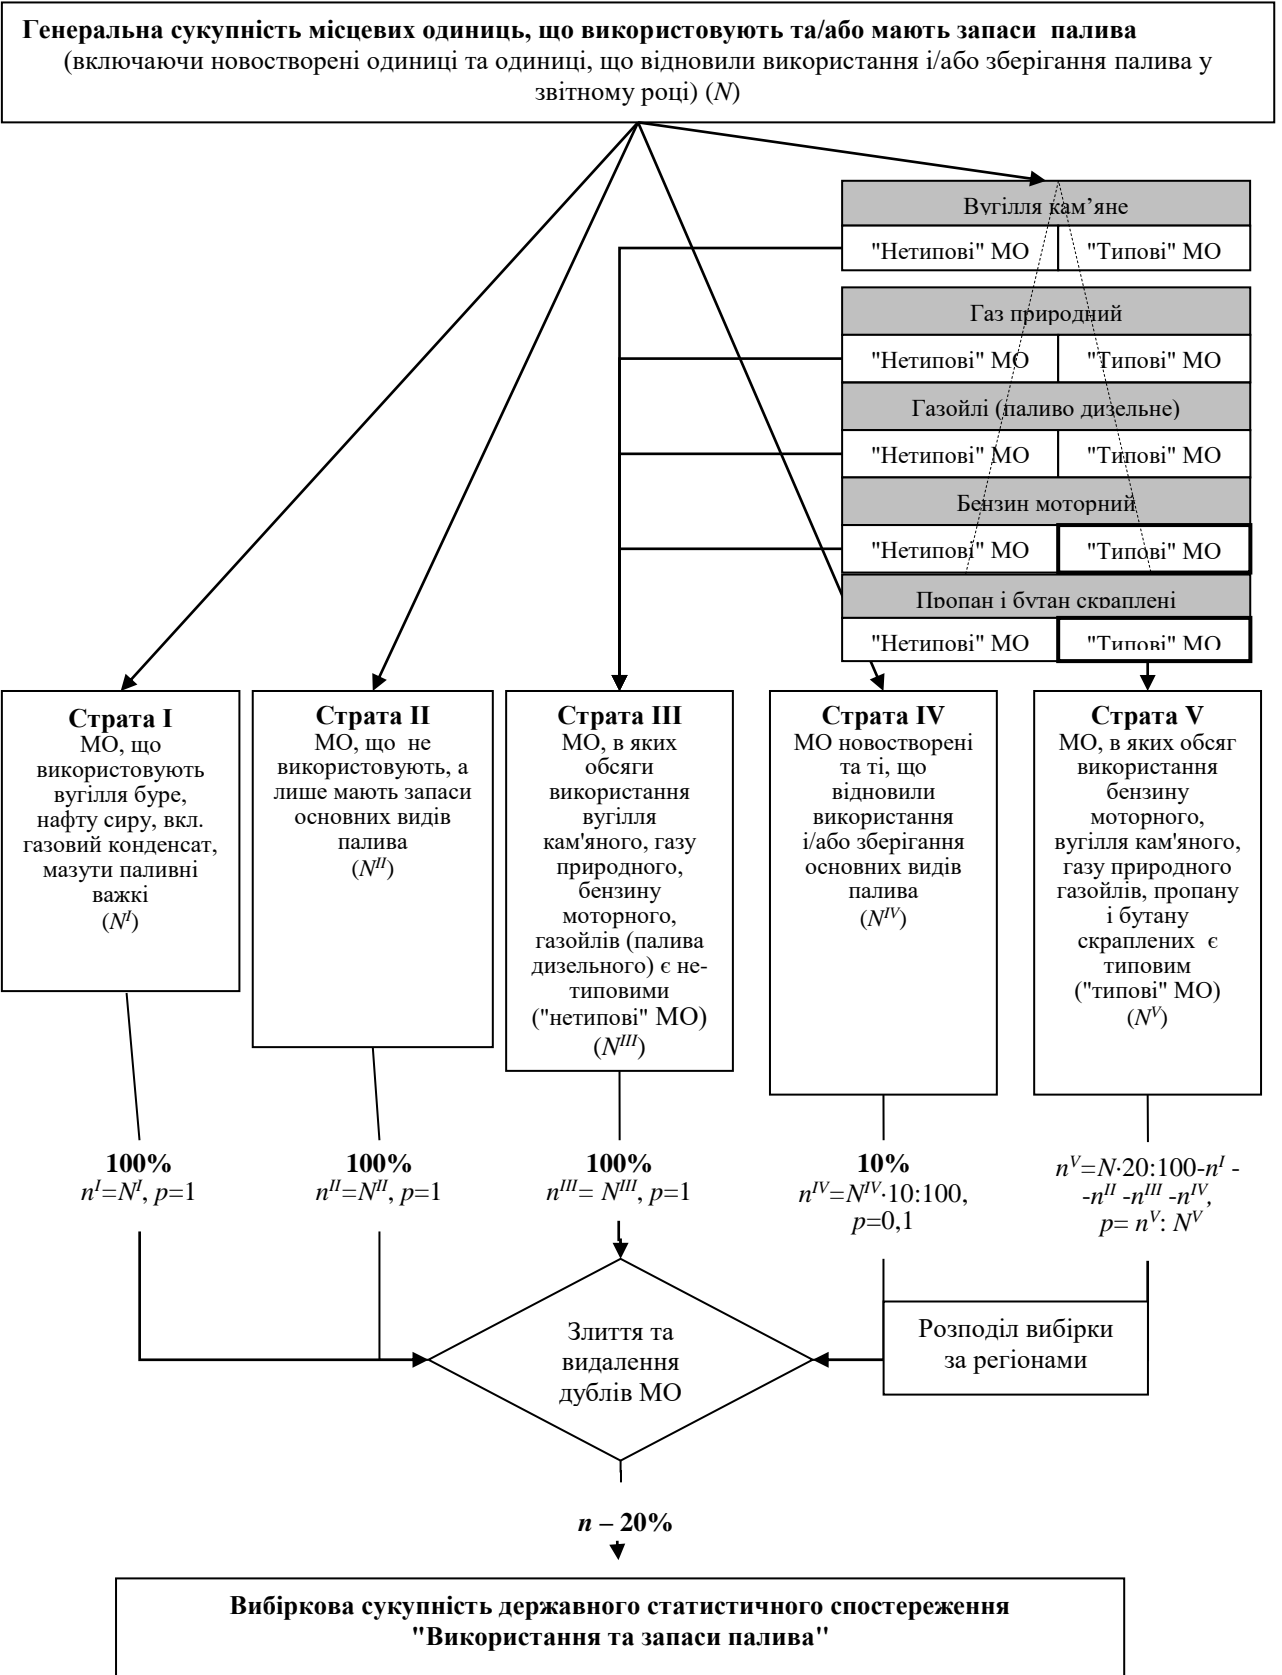 Генеральна сукупність місцевих одиниць, що використовують та/або мають запаси палива
(включаючи новостворені одиниці та одиниці, що відновили використання і/або зберігання палива у
звітному році) (N)
Вугілля кам’яне
"Нетипові" МО
"Типові" МО
Газ природний
"Нетипові" МО
"Типові" МО
Газойлі (паливо дизельне)
"Нетипові" МО
"Типові" МО
Бензин моторний
"Нетипові" МО
"Типові" МО
Пропан і бутан скраплені
"Нетипові" МО
"Типові" МО
Страта I
МО, що
використовують
вугілля буре,
нафту сиру, вкл.
газовий конденсат,
мазути паливні
важкі
(N^I)
Страта II
МО, що не
використовують, а
лише мають запаси
основних видів
палива
(N^II)
Страта III
МО, в яких
обсяги
використання
вугілля
кам'яного, газу
природного,
бензину
моторного,
газойлів (палива
дизельного) є не-
типовими
("нетипові" МО)
(N^III)
Страта IV
МО новостворені
та ті, що
відновили
використання
і/або зберігання
основних видів
палива
(N^IV)
Страта V
МО, в яких обсяг
використання
бензину
моторного,
вугілля кам'яного,
газу природного
газойлів, пропану
і бутану
скраплених є
типовим
("типові" МО)
(N^V)
100%
n^I=N^I, p=1
100%
n^II=N^II, p=1
100%
n^III= N^III, p=1
10%
n^IV=N^IV·10:100,
p=0,1
n^V=N·20:100-n^I -
-n^II -n^III -n^IV,
p= n^V: N^V
Злиття та
видалення
дублів МО
Розподіл вибірки
за регіонами
n – 20%
Вибіркова сукупність державного статистичного спостереження
"Використання та запаси палива"